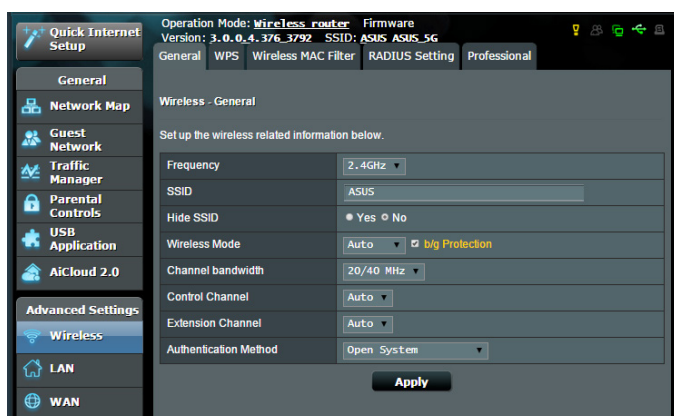 Quick Internet
Setup
General
Network Map
Guest
Network
Traffic
Manager
Parental
Controls
USB
Application
AiCloud 2.0
Advanced Settings
Wireless
LAN
WAN
Operation Mode: Wireless router Firmware
Version: 3.0.0.4.376_3792 SSID: ASUS ASUS_5G
General WPS Wireless MAC Filter RADIUS Setting Professional
Wireless - General
Set up the wireless related information below.
Frequency 2.4GHz
SSID ASUS
Hide SSID Yes No
Wireless Mode Auto b/g Protection
Channel bandwidth 20/40 MHz
Control Channel Auto
Extension Channel Auto
Authentication Method Open System
Apply